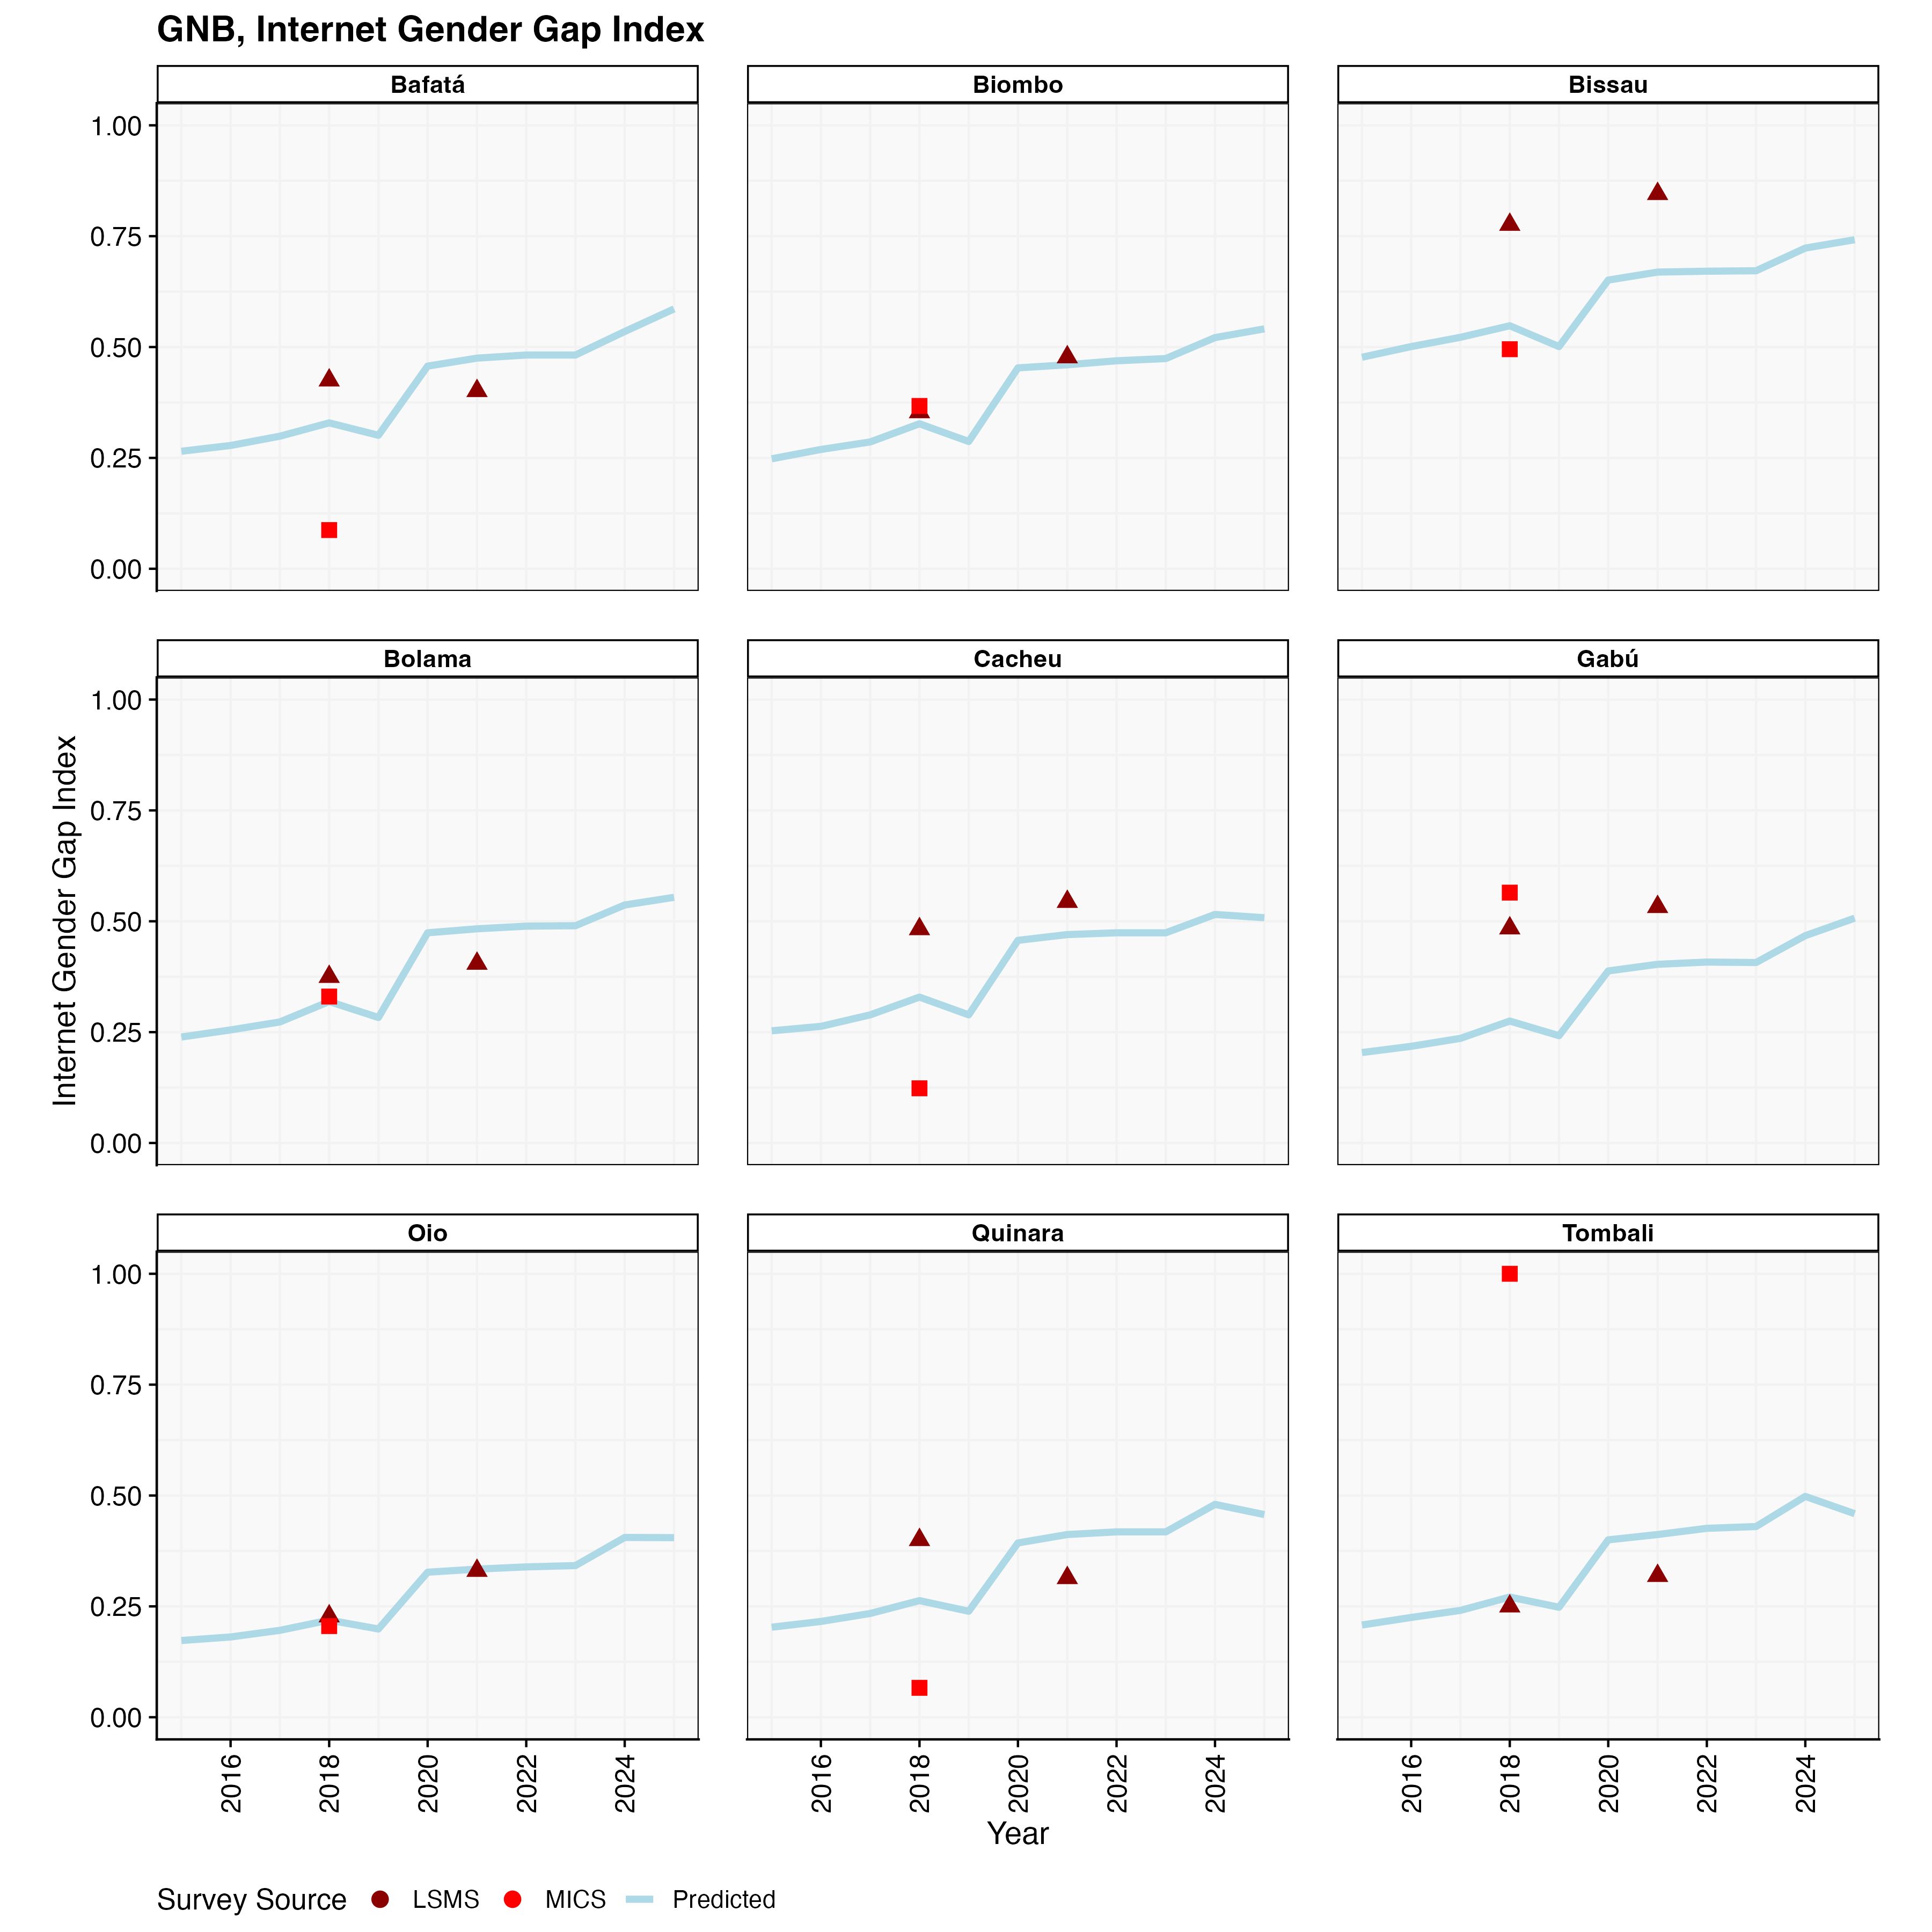 GNB, Internet Gender Gap Index
Bafatá
Biombo
Bissau
1.00
0.75
0.50
0.25
0.00
Bolama
Cacheu
Gabú
Internet Gender Gap Index
1.00
0.75
0.50
0.25
0.00
Oio
Quinara
Tombali
1.00
0.75
0.50
0.25
0.00
2016 2018 2020 2022 2024
2016 2018 2020 2022 2024
2016 2018 2020 2022 2024
Year
Survey Source LSMS MICS Predicted